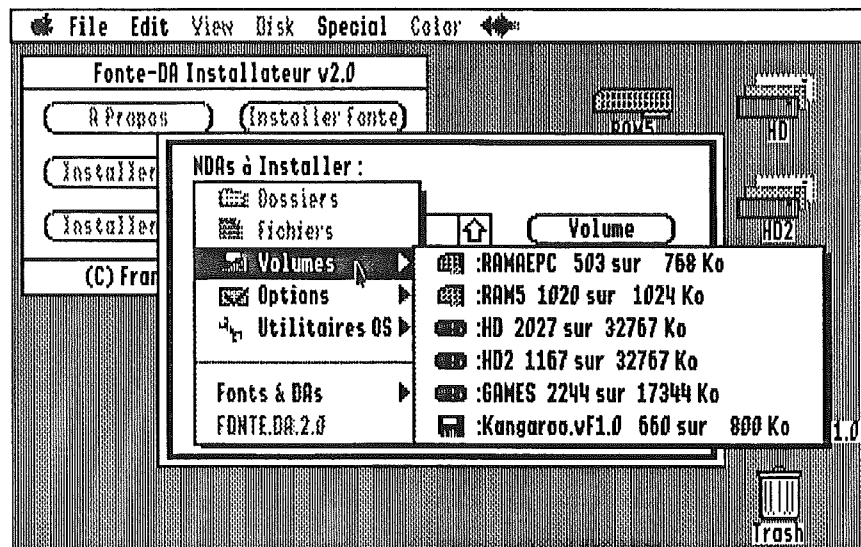 File Edit View Disk Special Color
Fonte-DA Installateur v2.0
A Propos
Installer Fonte
RAM5
HD
Installer
NDAs à Installer :
Dossiers
Fichiers
Volume
HD2
Installer
Volumes
:RAMAEPC 503 sur 768 Ko
(C) Fran
Options
:RAM5 1020 sur 1024 Ko
Utilitaires OS
:HD 2027 sur 32767 Ko
:HD2 1167 sur 32767 Ko
Fonts & DAs
:GAMES 2244 sur 17344 Ko
FONTE.DA.2.0
:Kangaroo.vF1.0 660 sur 800 Ko
1.0
Trash